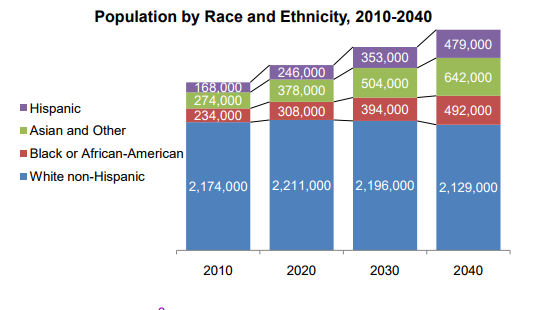 Population by Race and Ethnicity, 2010-2040
479,000
353,000
246,000
642,000
168,000
504,000
378,000
274,000
492,000
394,000
308,000
234,000
Hispanic
Asian and Other
Black or African-American
White non-Hispanic
2,174,000 2,211,000 2,196,000 2,129,000
2010 2020 2030 2040